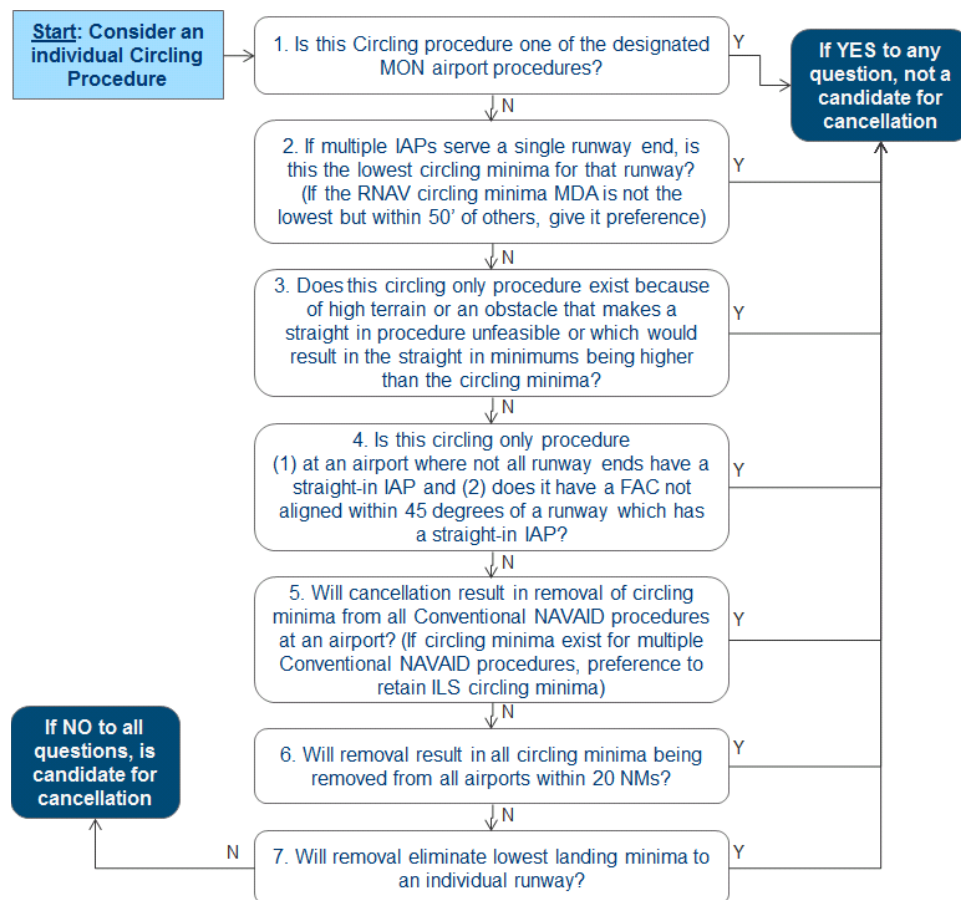 Start: Consider an
individual Circling
Procedure
1. Is this Circling procedure one of the designated
MON airport procedures?
Y
If YES to any
question, not a
candidate for
cancellation
N
2. If multiple IAPs serve a single runway end, is
this the lowest circling minima for that runway?
(If the RNAV circling minima MDA is not the
lowest but within 50' of others, give it preference)
Y
N
3. Does this circling only procedure exist because
of high terrain or an obstacle that makes a
straight in procedure unfeasible or which would
result in the straight in minimums being higher
than the circling minima?
Y
N
4. Is this circling only procedure
(1) at an airport where not all runway ends have a
straight-in IAP and (2) does it have a FAC not
aligned within 45 degrees of a runway which has
a straight-in IAP?
Y
N
5. Will cancellation result in removal of circling
minima from all Conventional NAVAID procedures
at an airport? (If circling minima exist for multiple
Conventional NAVAID procedures, preference to
retain ILS circling minima)
Y
N
If NO to all
questions, is
candidate for
cancellation
6. Will removal result in all circling minima being
removed from all airports within 20 NMs?
Y
N
N
7. Will removal eliminate lowest landing minima to
an individual runway?
Y